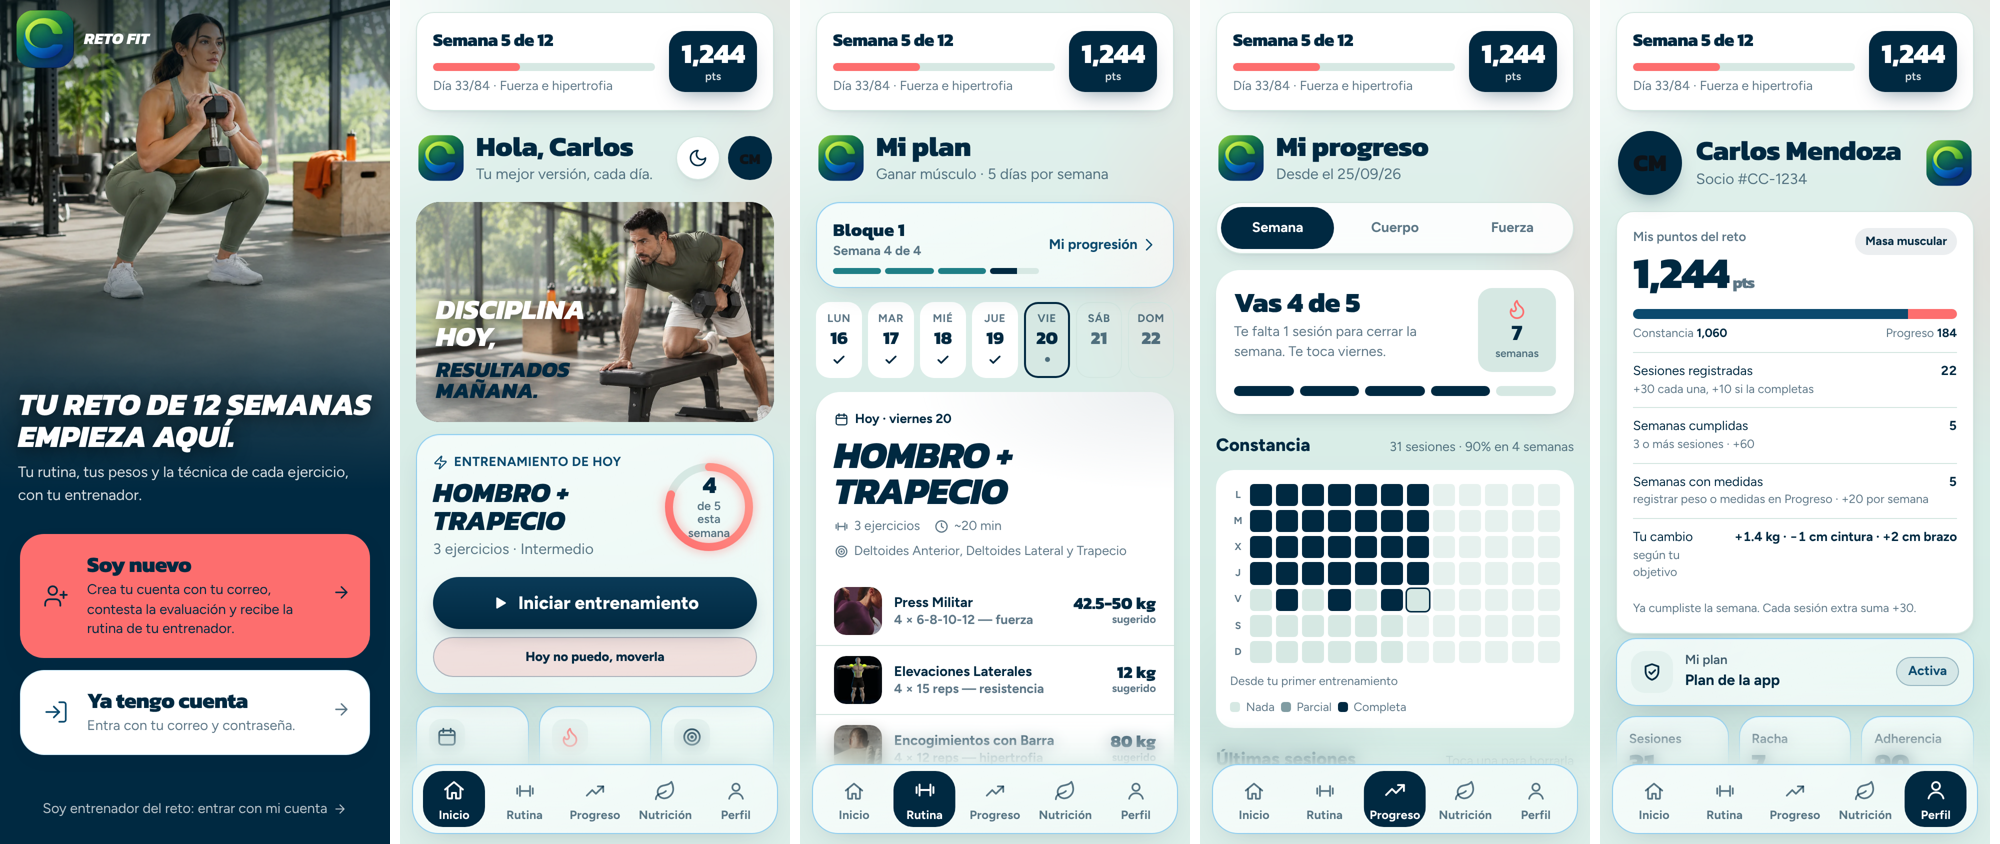 RETO FIT
TU RETO DE 12 SEMANAS
EMPIEZA AQUÍ.
Tu rutina, tus pesos y la técnica de cada ejercicio,
con tu entrenador.
Soy nuevo
Crea tu cuenta con tu correo,
contesta la evaluación y recibe la
rutina de tu entrenador.
Ya tengo cuenta
Entra con tu correo y contraseña.
Soy entrenador del reto: entrar con mi cuenta →
Semana 5 de 12
Día 33/84 · Fuerza e hipertrofia
1,244
pts
Hola, Carlos
Tu mejor versión, cada día.
CM
DISCIPLINA
HOY,
RESULTADOS
MAÑANA.
ENTRENAMIENTO DE HOY
HOMBRO +
TRAPECIO
3 ejercicios · Intermedio
4
de 5
esta
semana
Iniciar entrenamiento
Hoy no puedo, moverla
Inicio
Rutina
Progreso
Nutrición
Perfil
Semana 5 de 12
Día 33/84 · Fuerza e hipertrofia
1,244
pts
Mi plan
Ganar músculo · 5 días por semana
Bloque 1
Semana 4 de 4
Mi progresión
LUN MAR MIÉ JUE VIE SÁB DOM
16 17 18 19 20 21 22
Hoy · viernes 20
HOMBRO +
TRAPECIO
3 ejercicios ~20 min
Deltoides Anterior, Deltoides Lateral y Trapecio
Press Militar
4 × 6-8-10-12 — fuerza
42.5-50 kg
sugerido
Elevaciones Laterales
4 × 15 reps — resistencia
12 kg
sugerido
Encogimientos con Barra
4 × 12 reps — hipertrofia
80 kg
sugerido
Inicio
Rutina
Progreso
Nutrición
Perfil
Semana 5 de 12
Día 33/84 · Fuerza e hipertrofia
1,244
pts
Mi progreso
Desde el 25/09/26
Semana
Cuerpo
Fuerza
Vas 4 de 5
Te falta 1 sesión para cerrar la
semana. Te toca viernes.
7
semanas
Constancia
31 sesiones · 90% en 4 semanas
L
M
X
J
V
S
D
Desde tu primer entrenamiento
Nada Parcial Completa
Últimas sesiones
Toca una para borrarla
Inicio
Rutina
Progreso
Nutrición
Perfil
Semana 5 de 12
Día 33/84 · Fuerza e hipertrofia
1,244
pts
CM
Carlos Mendoza
Socio #CC-1234
Mis puntos del reto
Masa muscular
1,244 pts
Constancia 1,060
Progreso 184
Sesiones registradas
22
+30 cada una, +10 si la completas
Semanas cumplidas
5
3 o más sesiones · +60
Semanas con medidas
5
registrar peso o medidas en Progreso · +20 por semana
Tu cambio
según tu
objetivo
+1.4 kg · -1 cm cintura · +2 cm brazo
Ya cumpliste la semana. Cada sesión extra suma +30.
Mi plan
Plan de la app
Activa
Sesiones
Racha
Adherencia
Inicio
Rutina
Progreso
Nutrición
Perfil